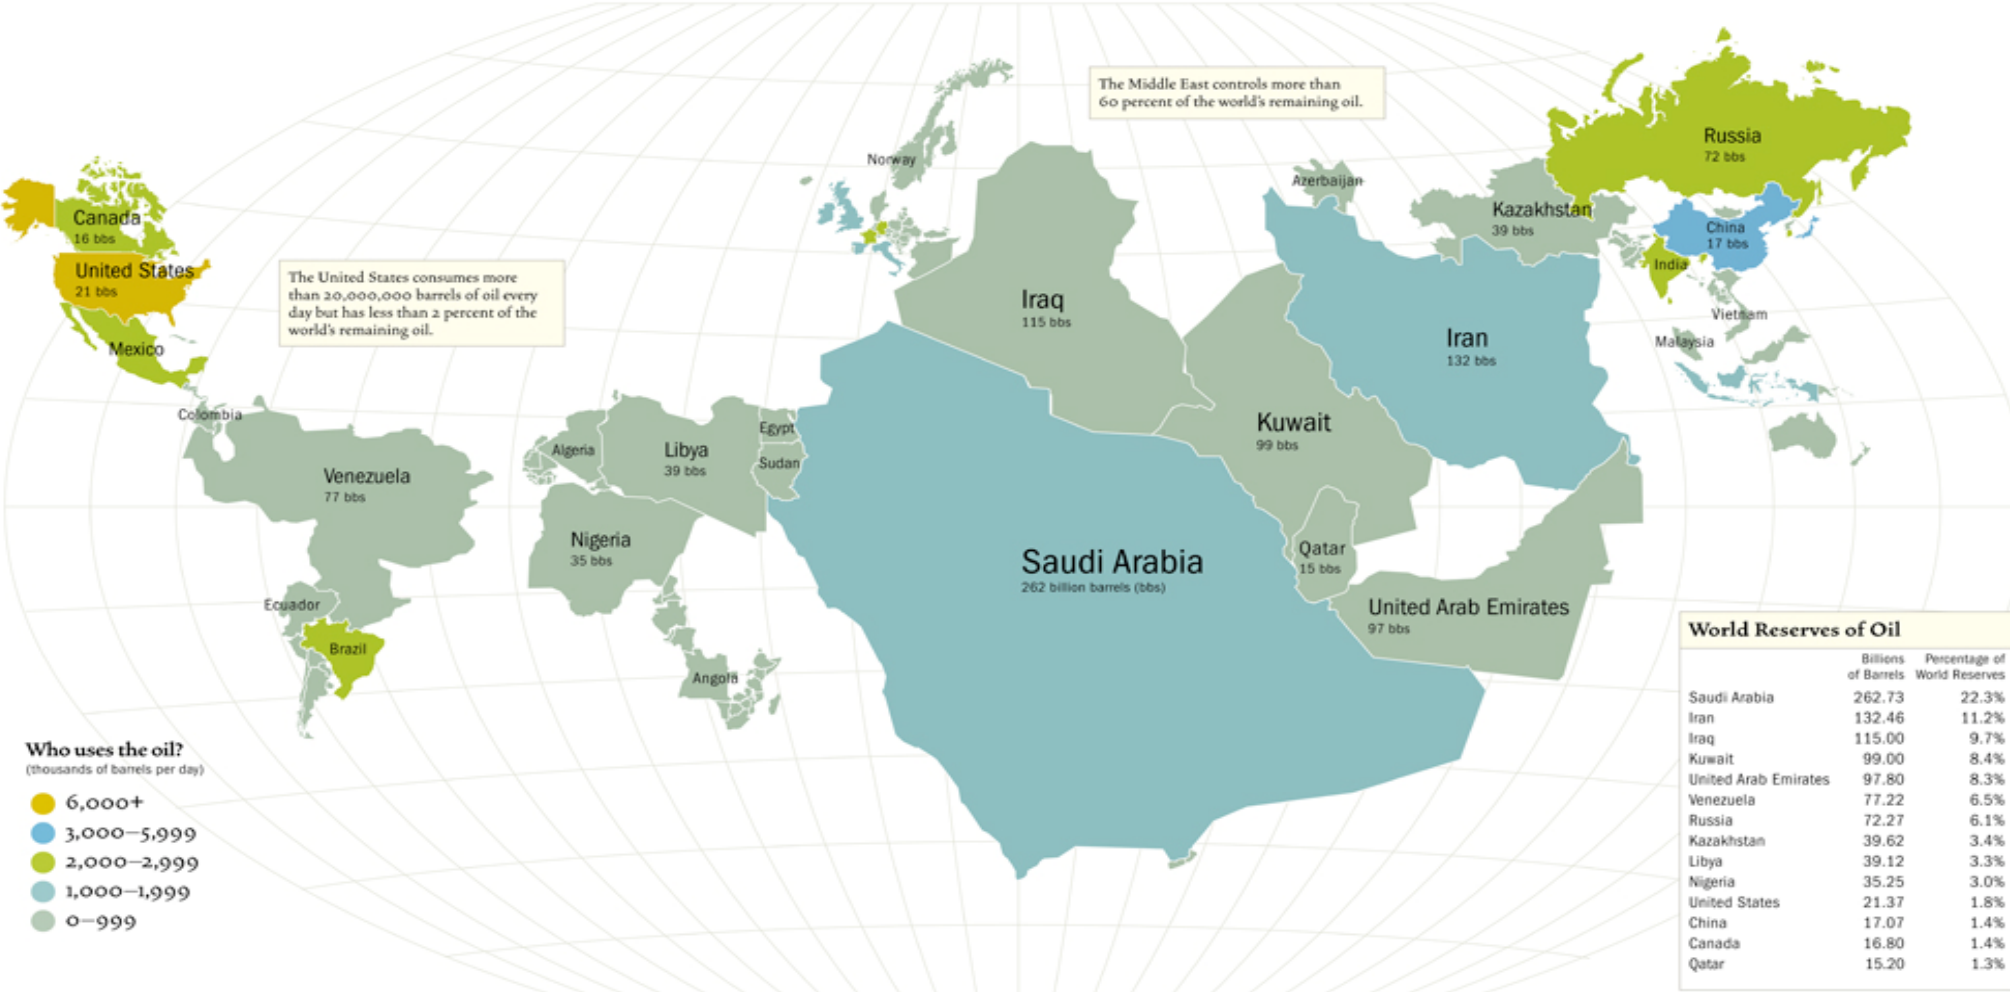 The Middle East controls more than
60 percent of the world's remaining oil.
Russia
72 bbs
Norway
Azerbaijan
Canada
16 bbs
Kazakhstan
39 bbs
China
17 bbs
United States
21 bbs
India
The United States consumes more
than 20,000,000 barrels of oil every
day but has less than 2 percent of the
world's remaining oil.
Iraq
115 bbs
Iran
132 bbs
Vietnam
Malaysia
Mexico
Colombia
Kuwait
99 bbs
Egypt
Algeria
Libya
39 bbs
Sudan
Venezuela
77 bbs
Nigeria
35 bbs
Saudi Arabia
262 billion barrels (bbs)
Qatar
15 bbs
United Arab Emirates
97 bbs
Ecuador
Brazil
Angola
Who uses the oil?
(thousands of barrels per day)
6,000+
3,000–5,999
2,000–2,999
1,000–1,999
0–999
World Reserves of Oil
Billions Percentage of
of Barrels World Reserves
Saudi Arabia 262.73 22.3%
Iran 132.46 11.2%
Iraq 115.00 9.7%
Kuwait 99.00 8.4%
United Arab Emirates 97.80 8.3%
Venezuela 77.22 6.5%
Russia 72.27 6.1%
Kazakhstan 39.62 3.4%
Libya 39.12 3.3%
Nigeria 35.25 3.0%
United States 21.37 1.8%
China 17.07 1.4%
Canada 16.80 1.4%
Qatar 15.20 1.3%